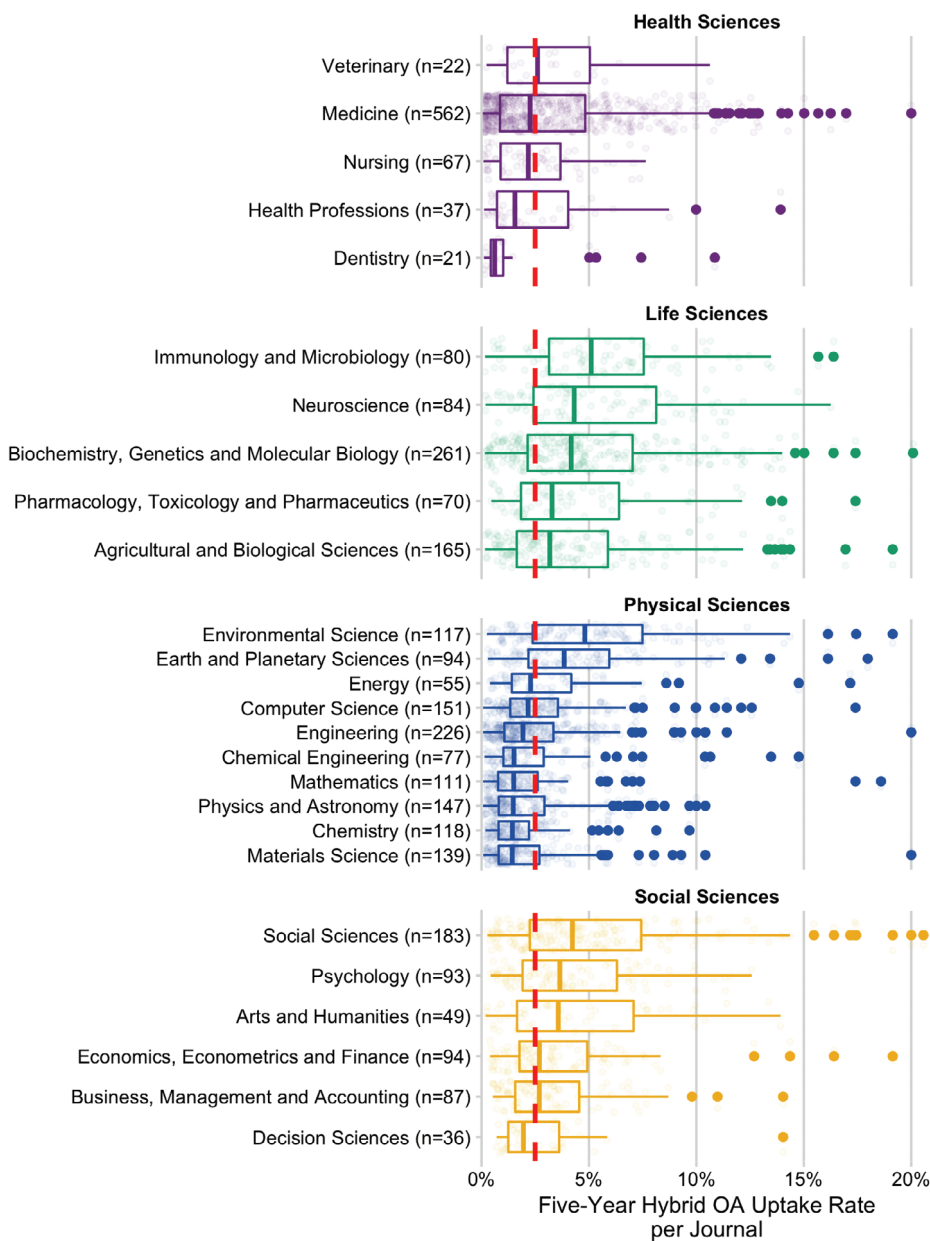 Health Sciences
Veterinary (n=22)
Medicine (n=562)
Nursing (n=67)
Health Professions (n=37)
Dentistry (n=21)
Life Sciences
Immunology and Microbiology (n=80)
Neuroscience (n=84)
Biochemistry, Genetics and Molecular Biology (n=261)
Pharmacology, Toxicology and Pharmaceutics (n=70)
Agricultural and Biological Sciences (n=165)
Physical Sciences
Environmental Science (n=117)
Earth and Planetary Sciences (n=94)
Energy (n=55)
Computer Science (n=151)
Engineering (n=226)
Chemical Engineering (n=77)
Mathematics (n=111)
Physics and Astronomy (n=147)
Chemistry (n=118)
Materials Science (n=139)
Social Sciences
Social Sciences (n=183)
Psychology (n=93)
Arts and Humanities (n=49)
Economics, Econometrics and Finance (n=94)
Business, Management and Accounting (n=87)
Decision Sciences (n=36)
0% 5% 10% 15% 20%
Five-Year Hybrid OA Uptake Rate
per Journal